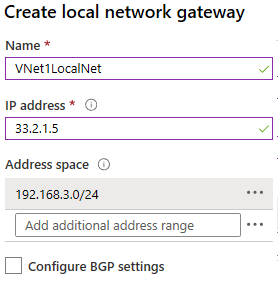 Create local network gateway
Name *
VNet1LocalNet
IP address *
33.2.1.5
Address space
192.168.3.0/24
Add additional address range
Configure BGP settings